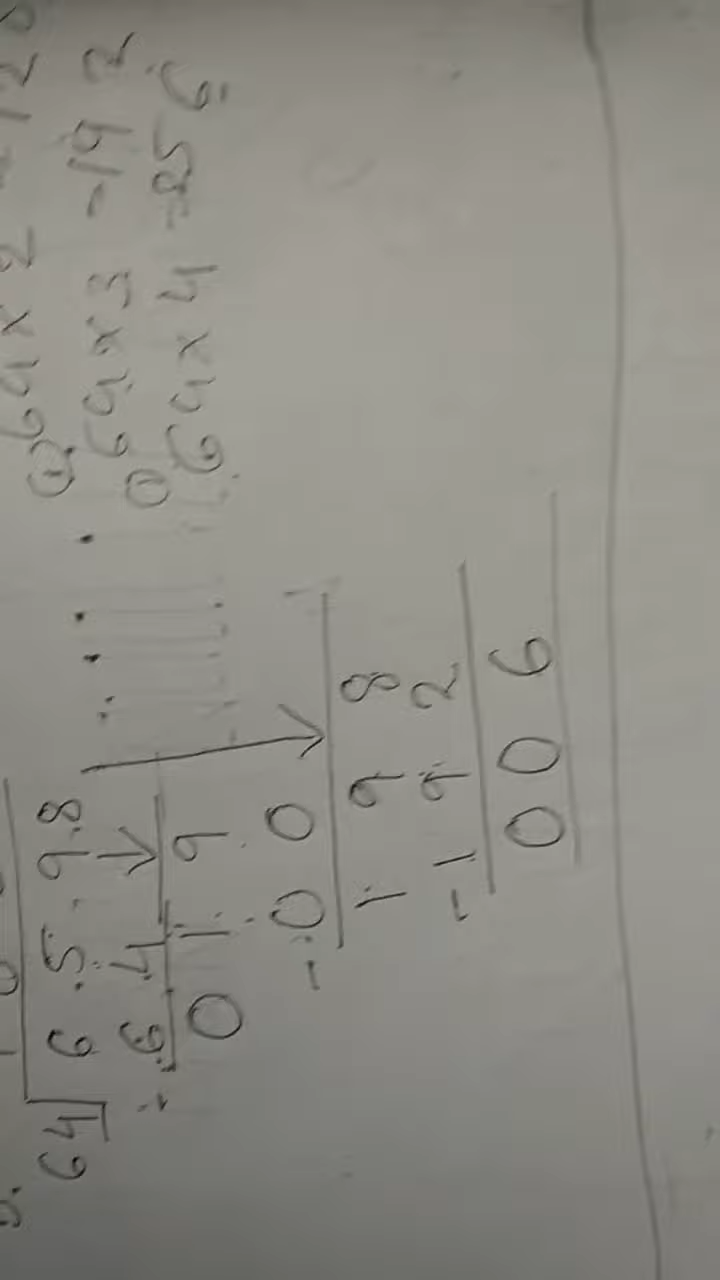 64 6598
- 64
019
- 00
198
- 192
006
64 x 2 - 128
64 x 3 - 192
64 x 4 - 256